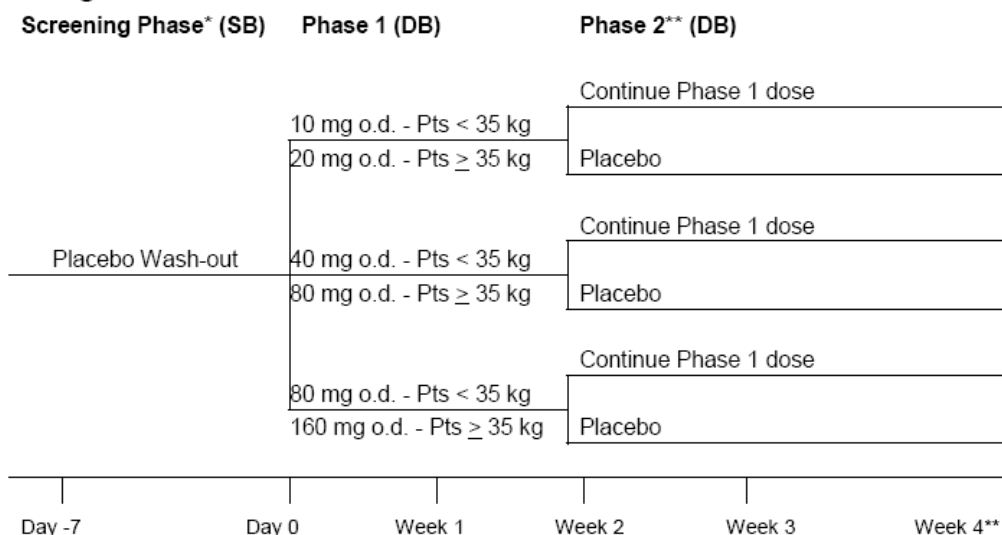 Screening Phase* (SB) Phase 1 (DB) Phase 2** (DB)
Continue Phase 1 dose
10 mg o.d. - Pts < 35 kg
20 mg o.d. - Pts ≥ 35 kg Placebo
Continue Phase 1 dose
Placebo Wash-out 40 mg o.d. - Pts < 35 kg
80 mg o.d. - Pts ≥ 35 kg Placebo
Continue Phase 1 dose
80 mg o.d. - Pts < 35 kg
160 mg o.d. - Pts ≥ 35 kg Placebo
Day -7 Day 0 Week 1 Week 2 Week 3 Week 4**